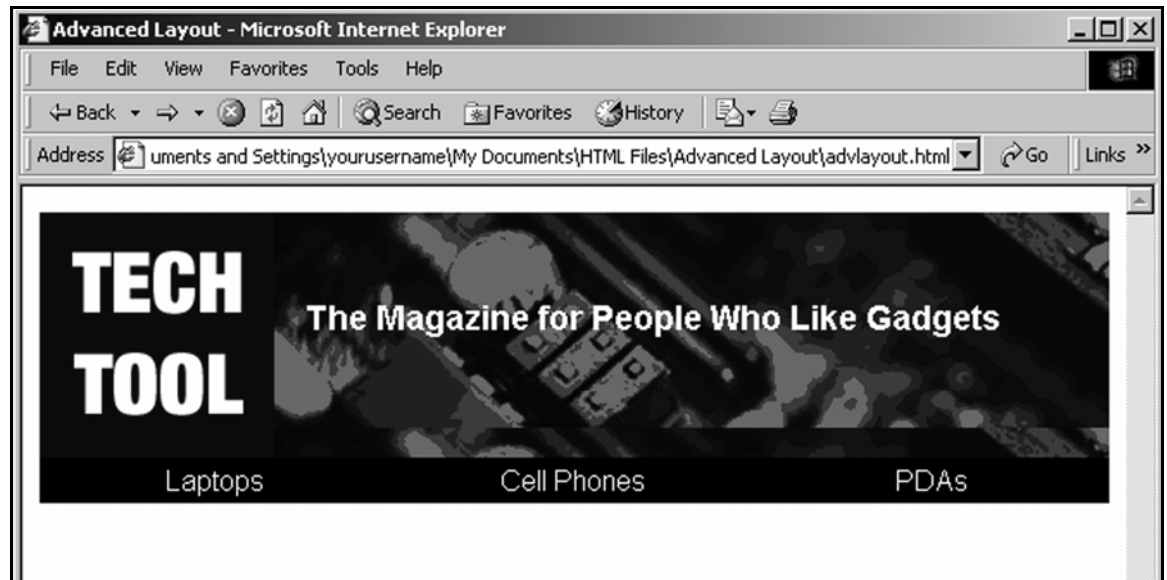 Advanced Layout - Microsoft Internet Explorer
File Edit View Favorites Tools Help
Back Search Favorites History
Address uments and Settings\yourusername\My Documents\HTML Files\Advanced Layout\advlayout.html Go Links »
TECH
TOOL
The Magazine for People Who Like Gadgets
Laptops Cell Phones PDAs